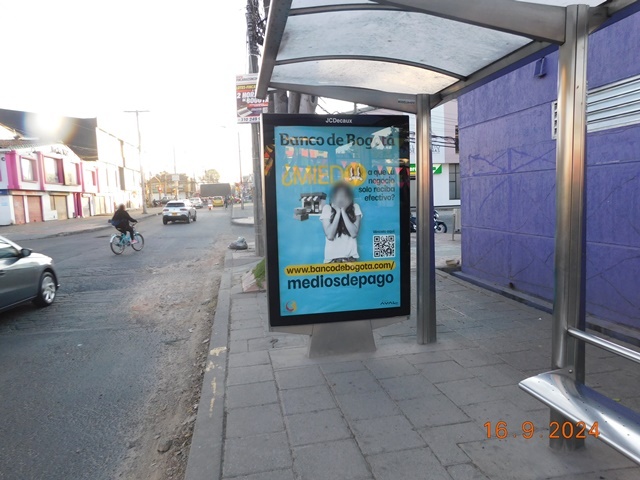 JCDecaux
Banco de Bogotá
¿MIEDO
a que tu
negocio
solo reciba
efectivo?
www.bancodebogota.com/
mediosdepago
16 9 2024